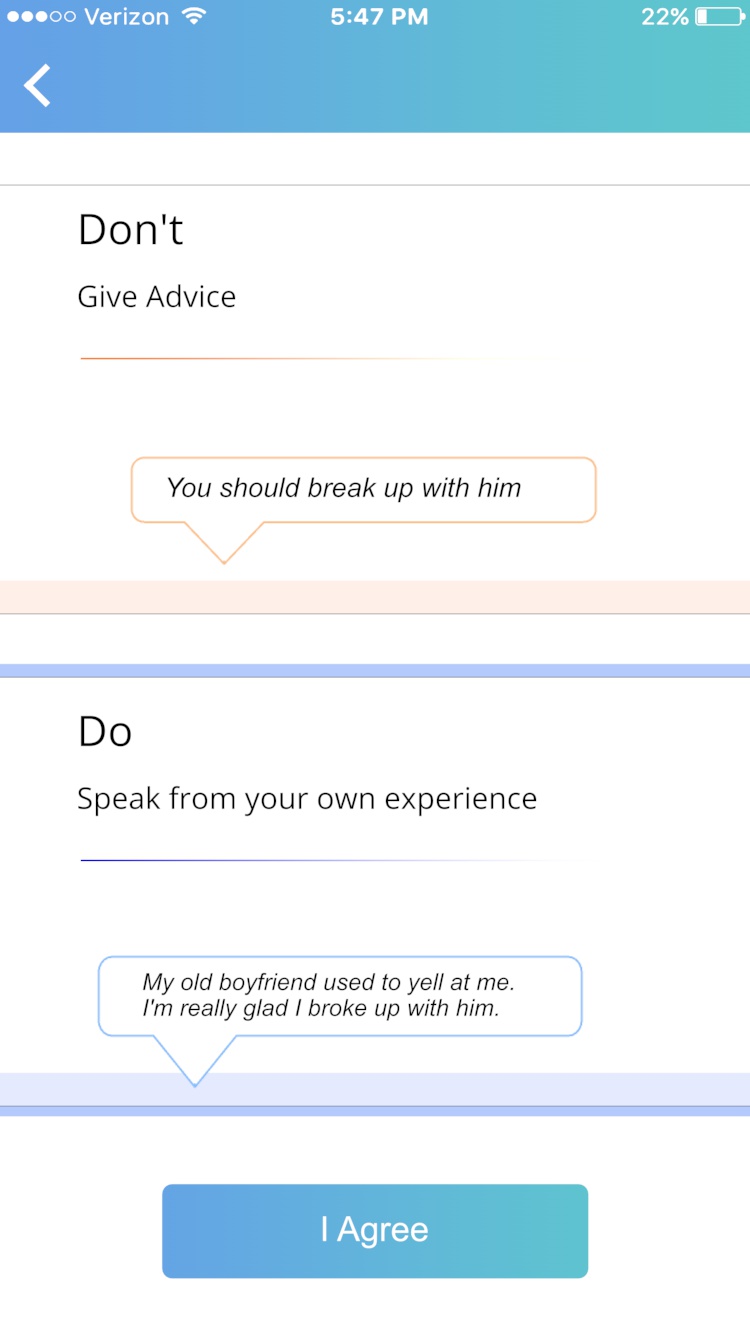 Verizon 5:47 PM 22%
Don't
Give Advice
You should break up with him
Do
Speak from your own experience
My old boyfriend used to yell at me.
I'm really glad I broke up with him.
I Agree